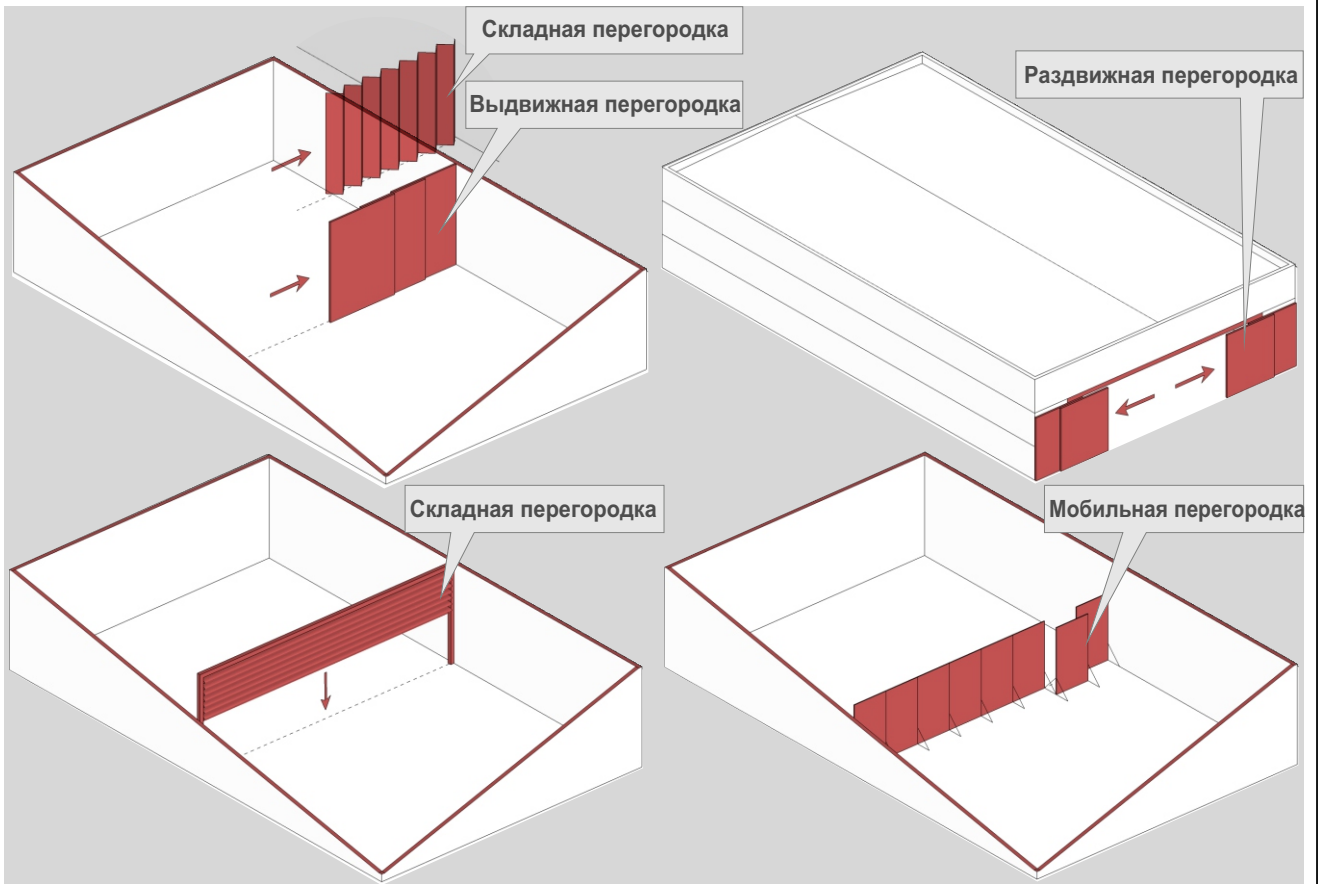 Складная перегородка
Выдвижная перегородка
Раздвижная перегородка
Складная перегородка
Мобильная перегородка